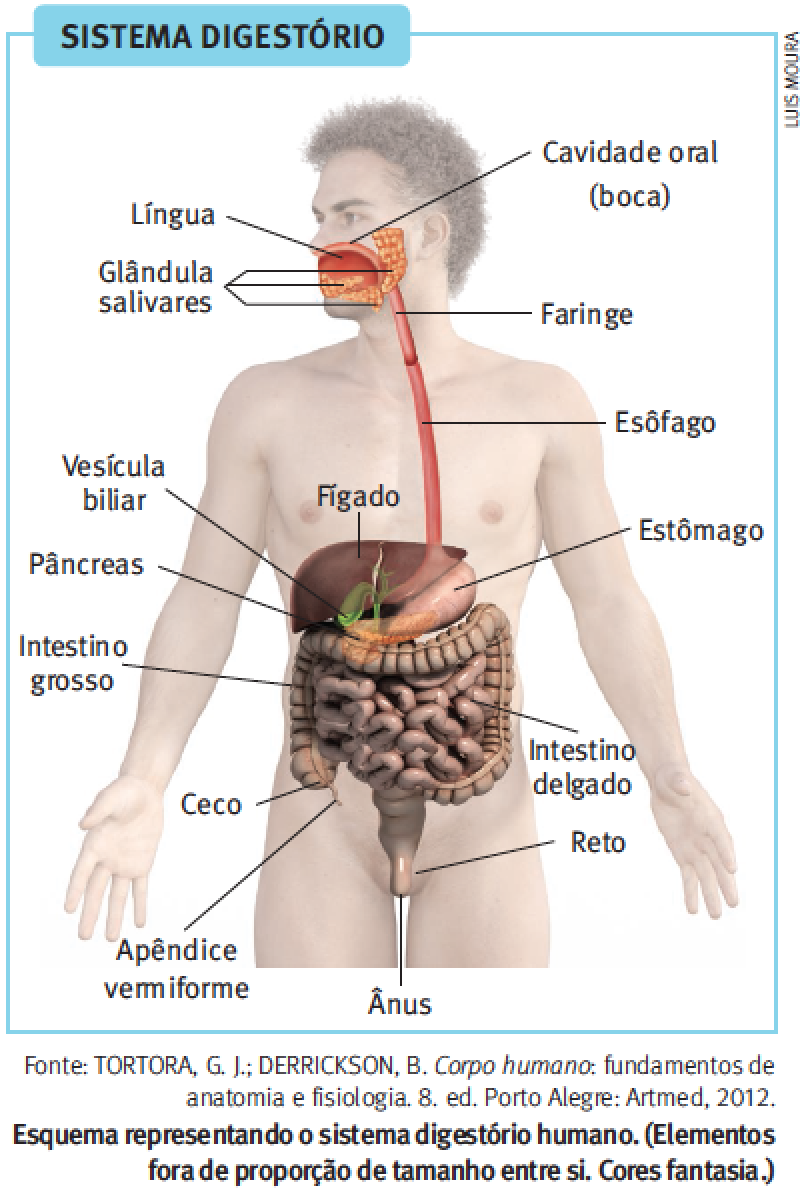 SISTEMA DIGESTÓRIO
LUIS MOURA
Cavidade oral
(boca)
Língua
Glândula
salivares
Faringe
Esôfago
Vesícula
biliar
Fígado
Estômago
Pâncreas
Intestino
grosso
Intestino
delgado
Ceco
Reto
Apêndice
vermiforme
Ânus
Fonte: TORTORA, G. J.; DERRICKSON, B. Corpo humano: fundamentos de
anatomia e fisiologia. 8. ed. Porto Alegre: Artmed, 2012.
Esquema representando o sistema digestório humano. (Elementos
fora de proporção de tamanho entre si. Cores fantasia.)